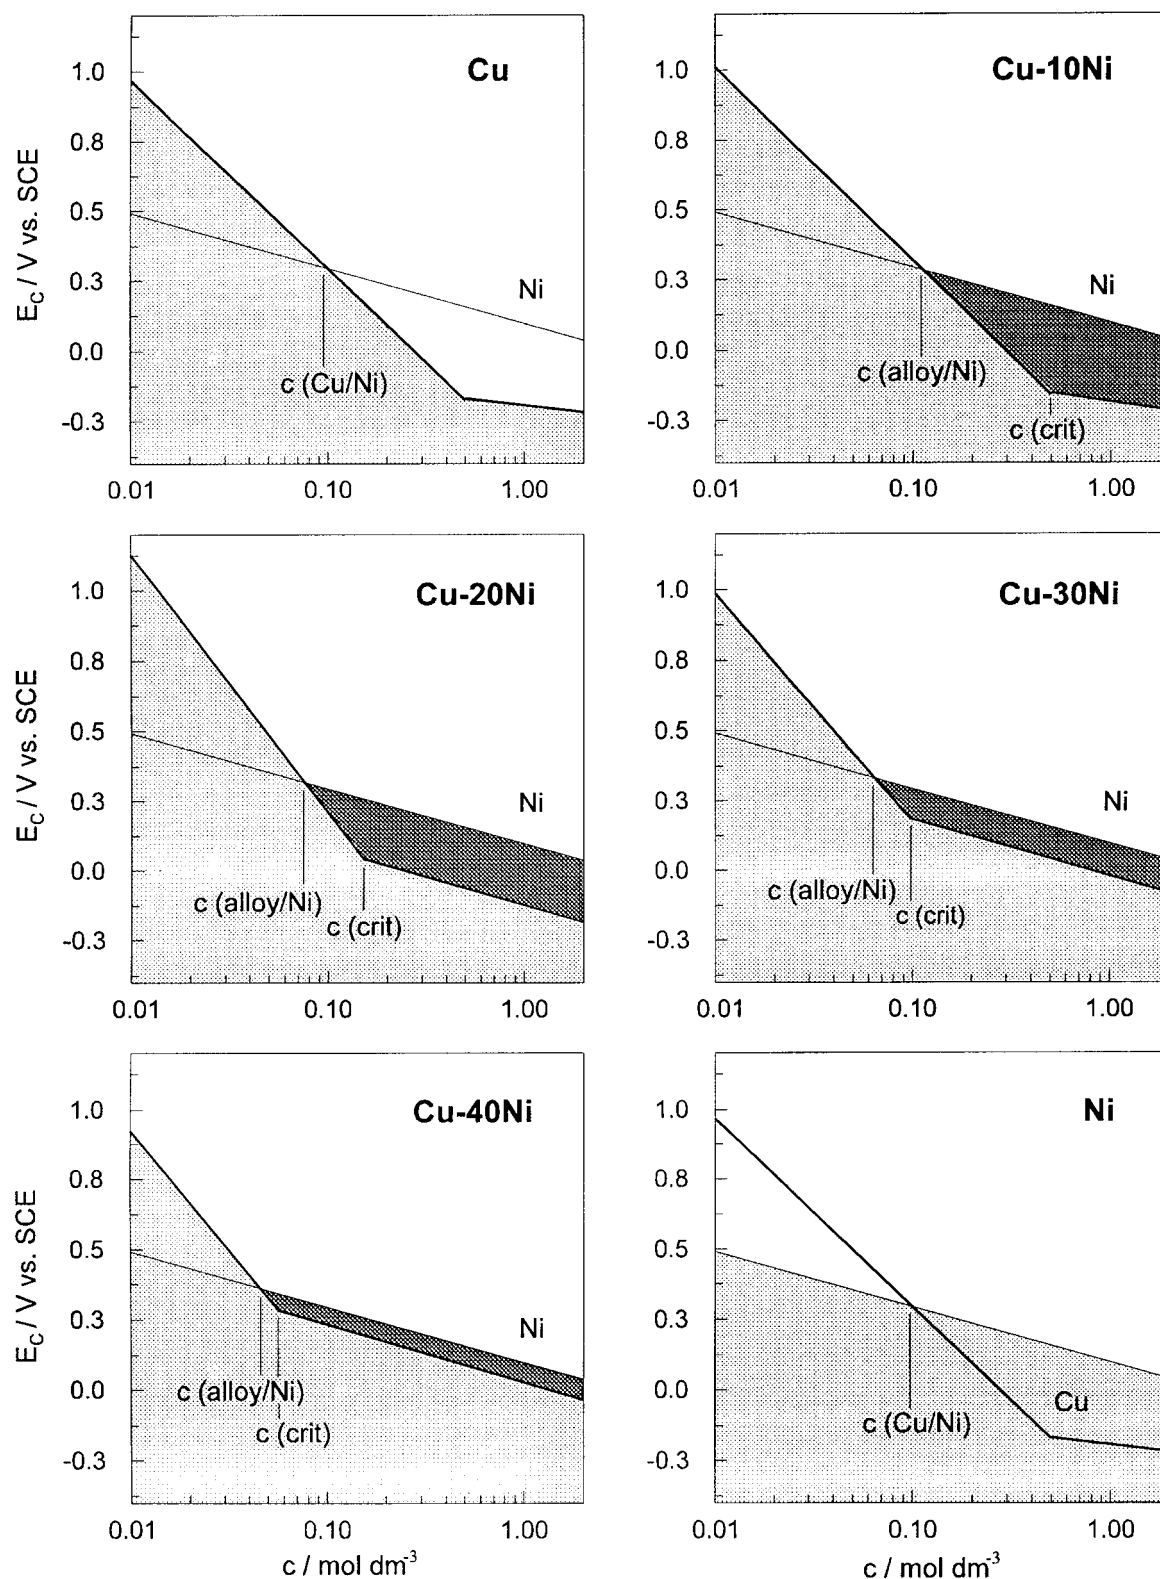 Cu
E_C / V vs. SCE
1.0
0.8
0.5
0.3
0.0
-0.3
Ni
c (Cu/Ni)
0.01 0.10 1.00
Cu-10Ni
1.0
0.8
0.5
0.3
0.0
-0.3
Ni
c (alloy/Ni)
c (crit)
0.01 0.10 1.00
Cu-20Ni
E_C / V vs. SCE
1.0
0.8
0.5
0.3
0.0
-0.3
Ni
c (alloy/Ni)
c (crit)
0.01 0.10 1.00
Cu-30Ni
1.0
0.8
0.5
0.3
0.0
-0.3
Ni
c (alloy/Ni)
c (crit)
0.01 0.10 1.00
Cu-40Ni
E_C / V vs. SCE
1.0
0.8
0.5
0.3
0.0
-0.3
Ni
c (alloy/Ni)
c (crit)
0.01 0.10 1.00
c / mol dm⁻³
Ni
1.0
0.8
0.5
0.3
0.0
-0.3
Cu
c (Cu/Ni)
0.01 0.10 1.00
c / mol dm⁻³